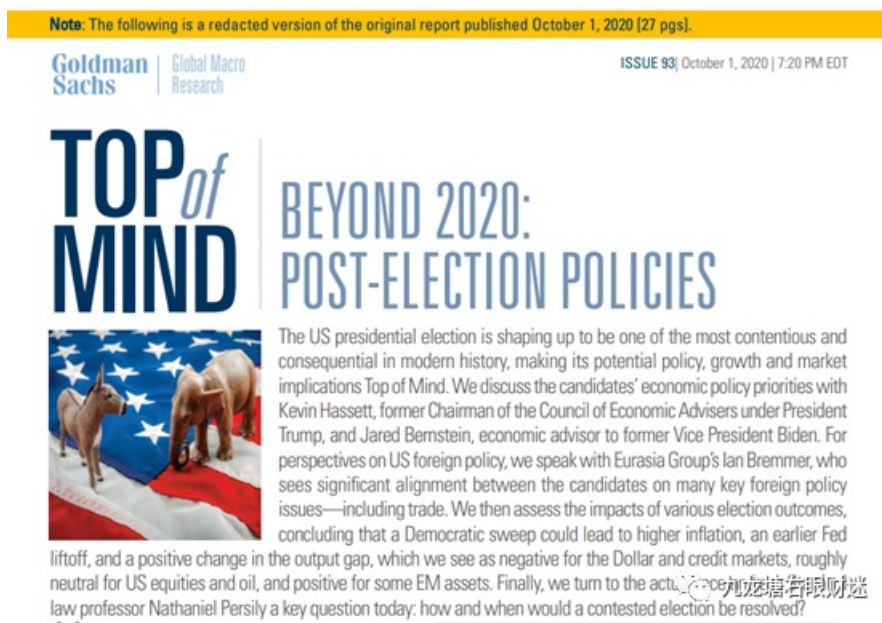 Note: The following is a redacted version of the original report published October 1, 2020 [27 pgs].
Goldman Sachs
Global Macro Research
ISSUE 93| October 1, 2020 | 7:20 PM EDT
TOP of
MIND
BEYOND 2020:
POST-ELECTION POLICIES
The US presidential election is shaping up to be one of the most contentious and
consequential in modern history, making its potential policy, growth and market
implications Top of Mind. We discuss the candidates' economic policy priorities with
Kevin Hassett, former Chairman of the Council of Economic Advisers under President
Trump, and Jared Bernstein, economic advisor to former Vice President Biden. For
perspectives on US foreign policy, we speak with Eurasia Group's Ian Bremmer, who
sees significant alignment between the candidates on many key foreign policy
issues—including trade. We then assess the impacts of various election outcomes,
concluding that a Democratic sweep could lead to higher inflation, an earlier Fed
liftoff, and a positive change in the output gap, which we see as negative for the Dollar and credit markets, roughly
neutral for US equities and oil, and positive for some EM assets. Finally, we turn to the
law professor Nathaniel Persily a key question today: how and when would a contested election be resolved?
九龙塘右眼财迷